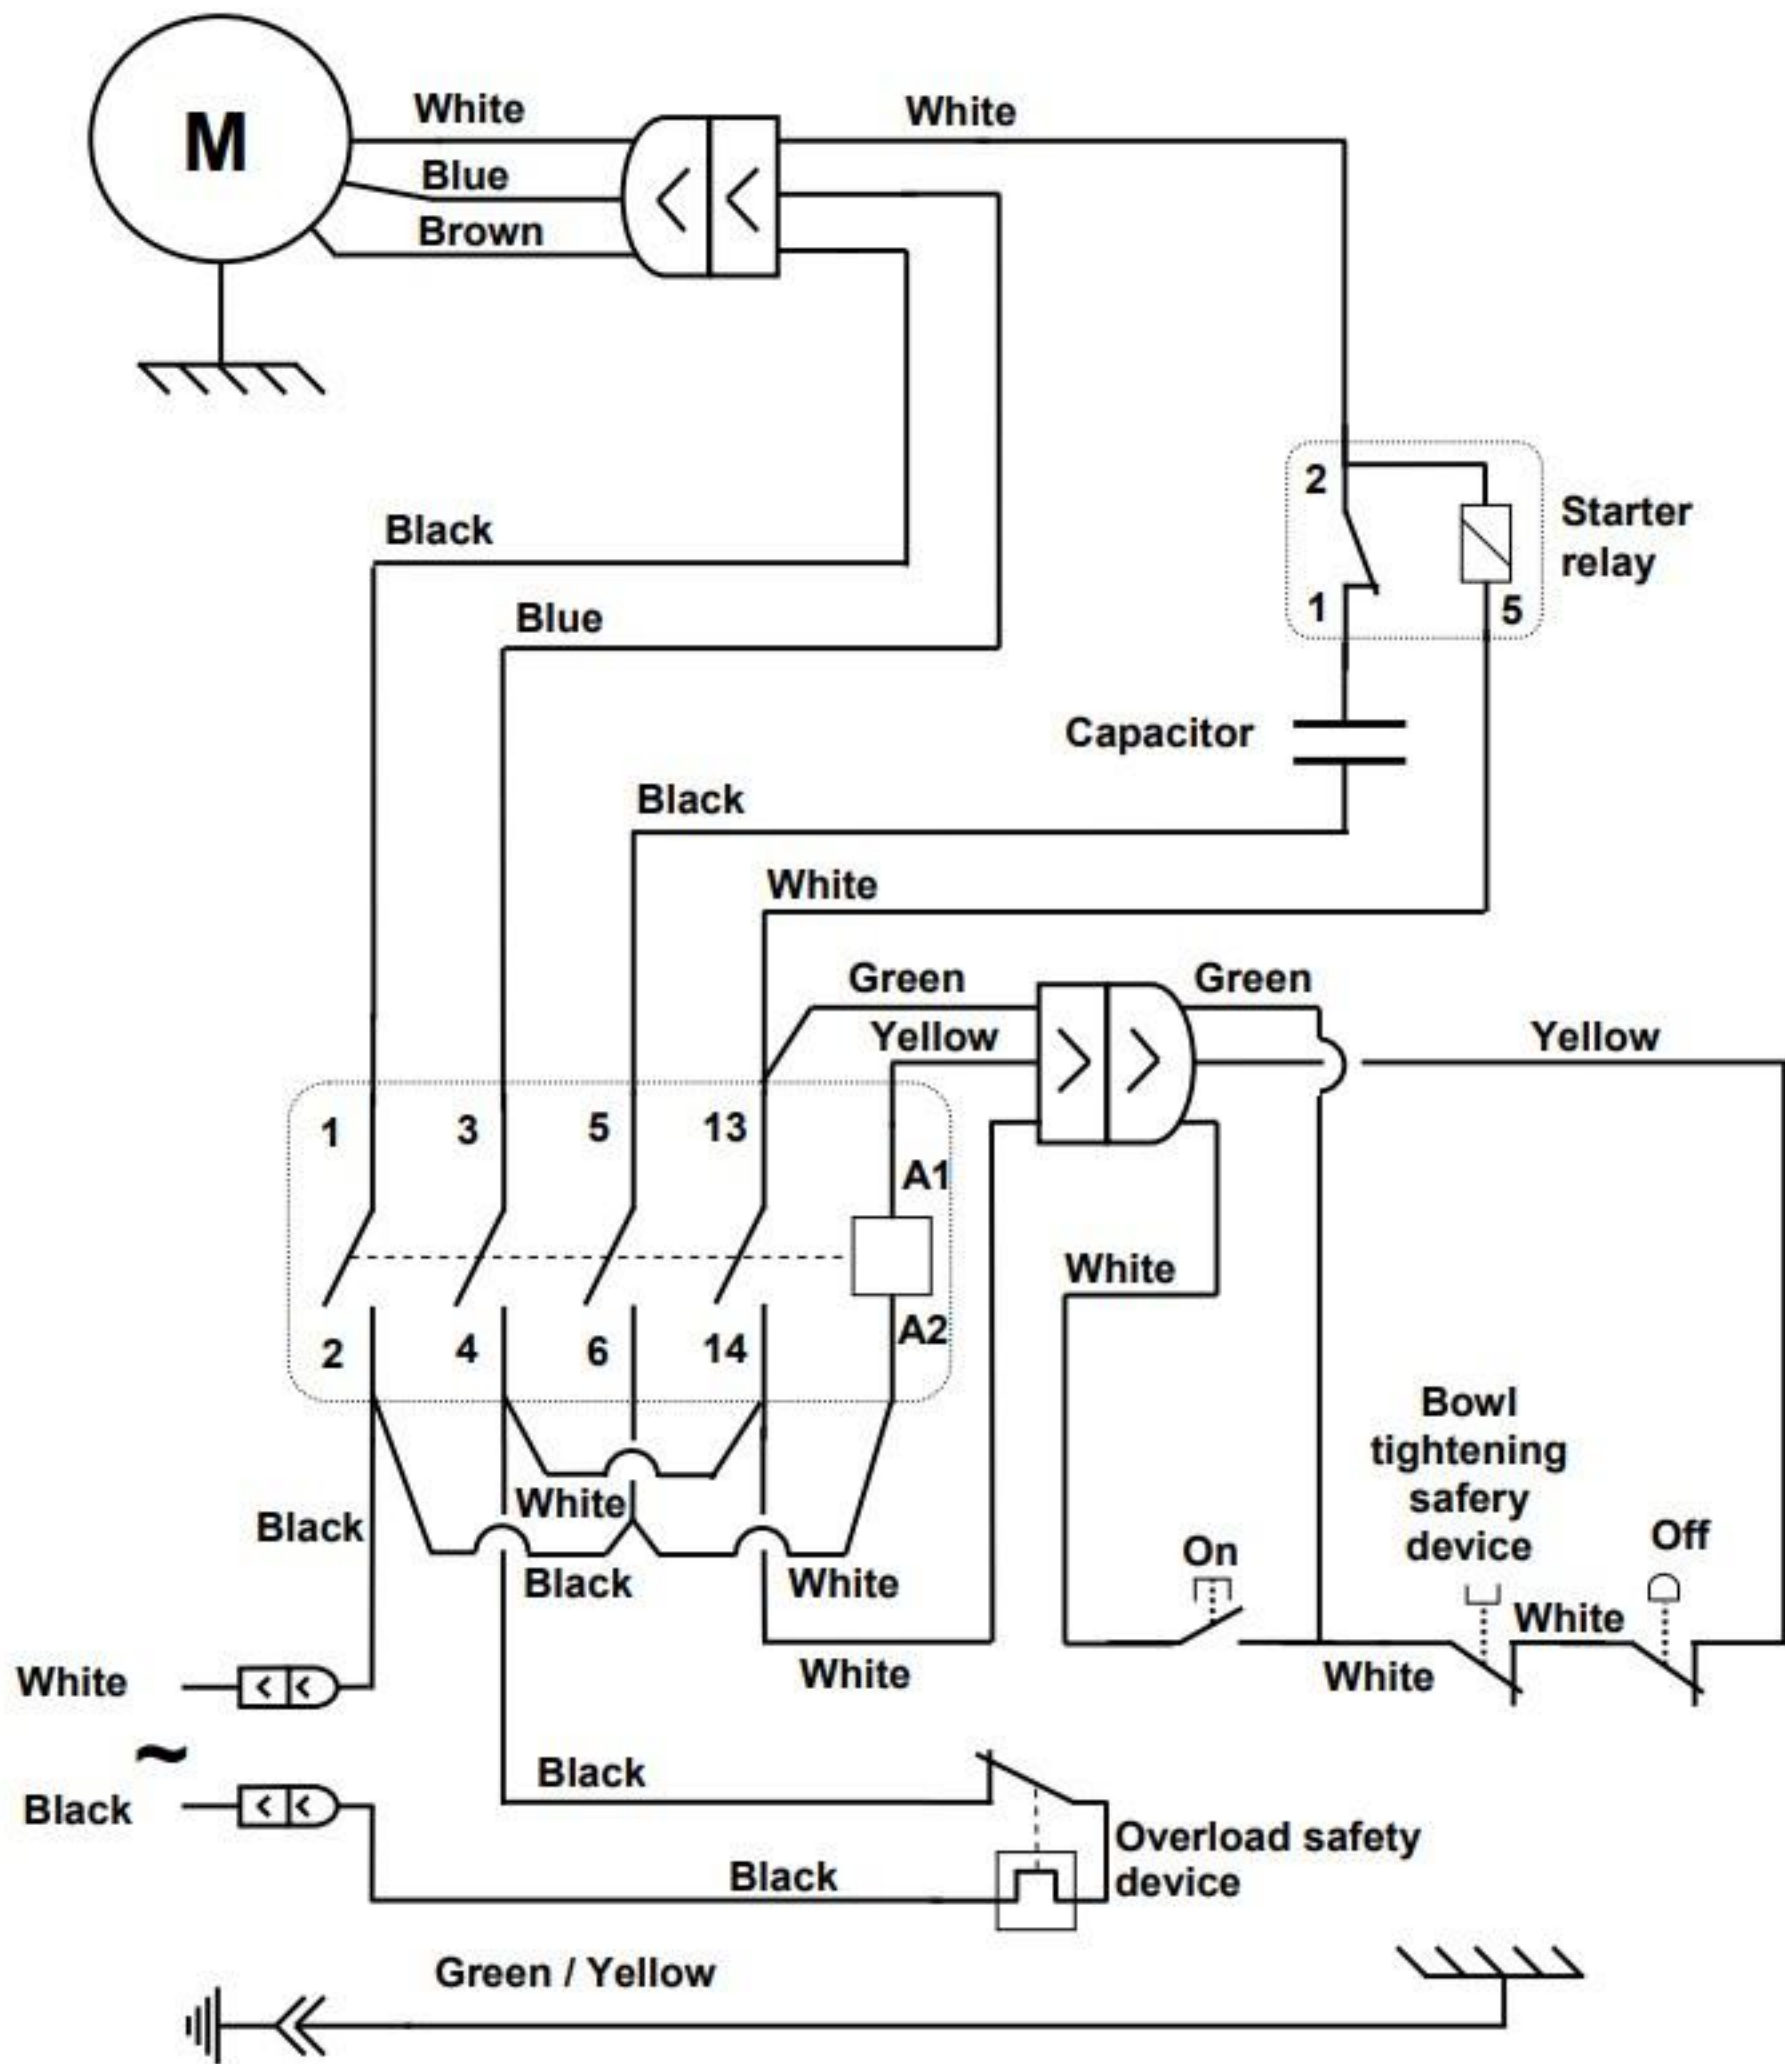 M
White
Blue
Brown
White
Black
Blue
2
1
5
Starter
relay
Capacitor
Black
White
Green
Yellow
Green
Yellow
1
3
5
13
A1
2
4
6
14
A2
White
White
Black
Black
White
White
On
Bowl
tightening
safery
device
Off
White
White
White
~
Black
Black
Black
Overload safety
device
Green / Yellow